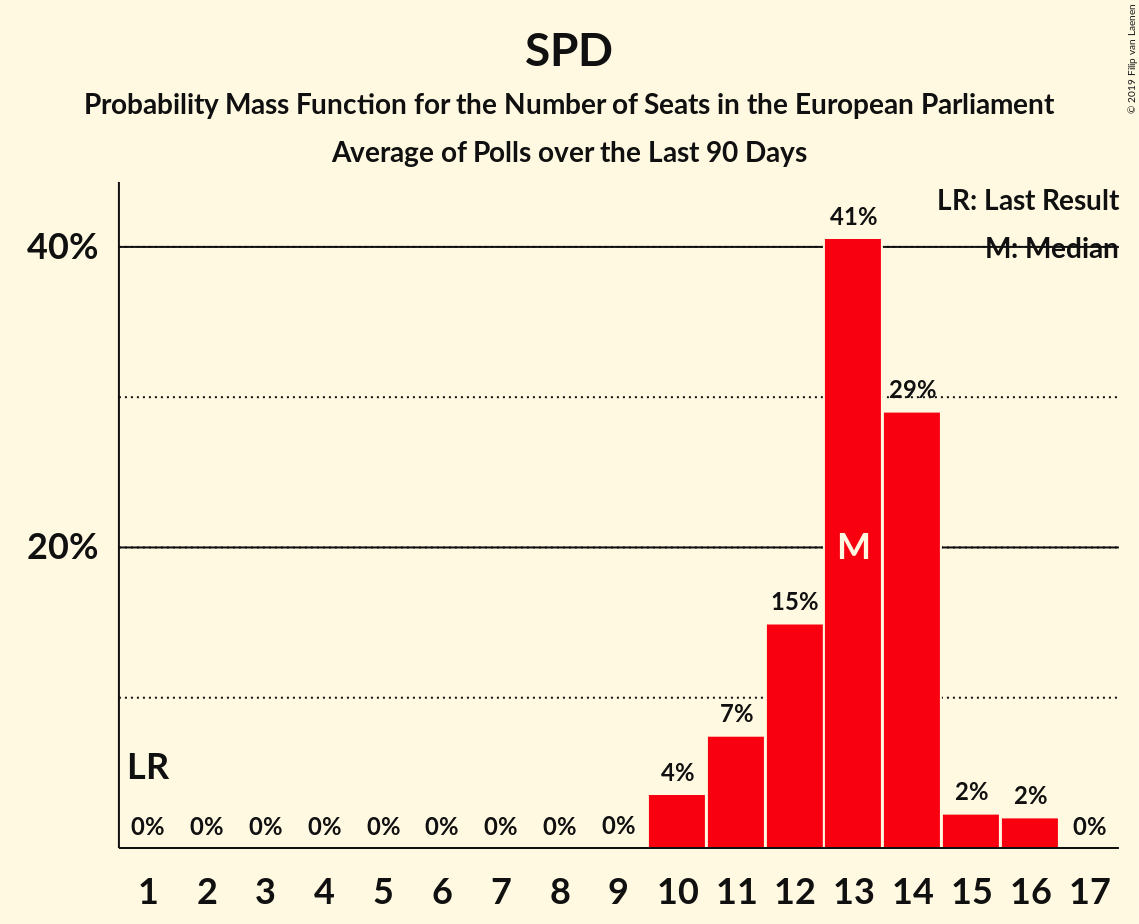 SPD
Probability Mass Function for the Number of Seats in the European Parliament
Average of Polls over the Last 90 Days
© 2019 Filip van Laenen
LR: Last Result
M: Median
41%
40%
29%
20%
M
15%
7%
LR
4%
2%
2%
0% 0% 0% 0% 0% 0% 0% 0% 0% 0%
1 2 3 4 5 6 7 8 9 10 11 12 13 14 15 16 17